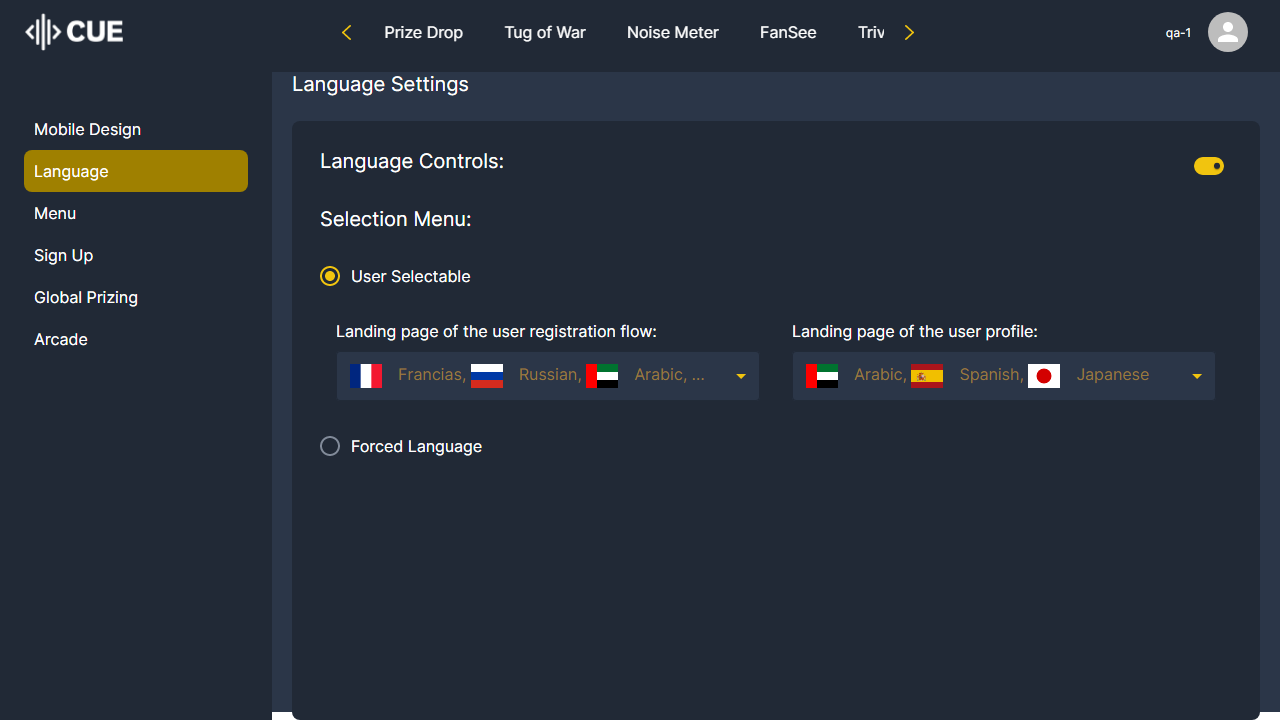 CUE
Prize Drop
Tug of War
Noise Meter
FanSee
Triv
qa-1
Mobile Design
Language
Menu
Sign Up
Global Prizing
Arcade
Language Settings
Language Controls:
Selection Menu:
User Selectable
Landing page of the user registration flow:
Francias, Russian, Arabic, ...
Landing page of the user profile:
Arabic, Spanish, Japanese
Forced Language